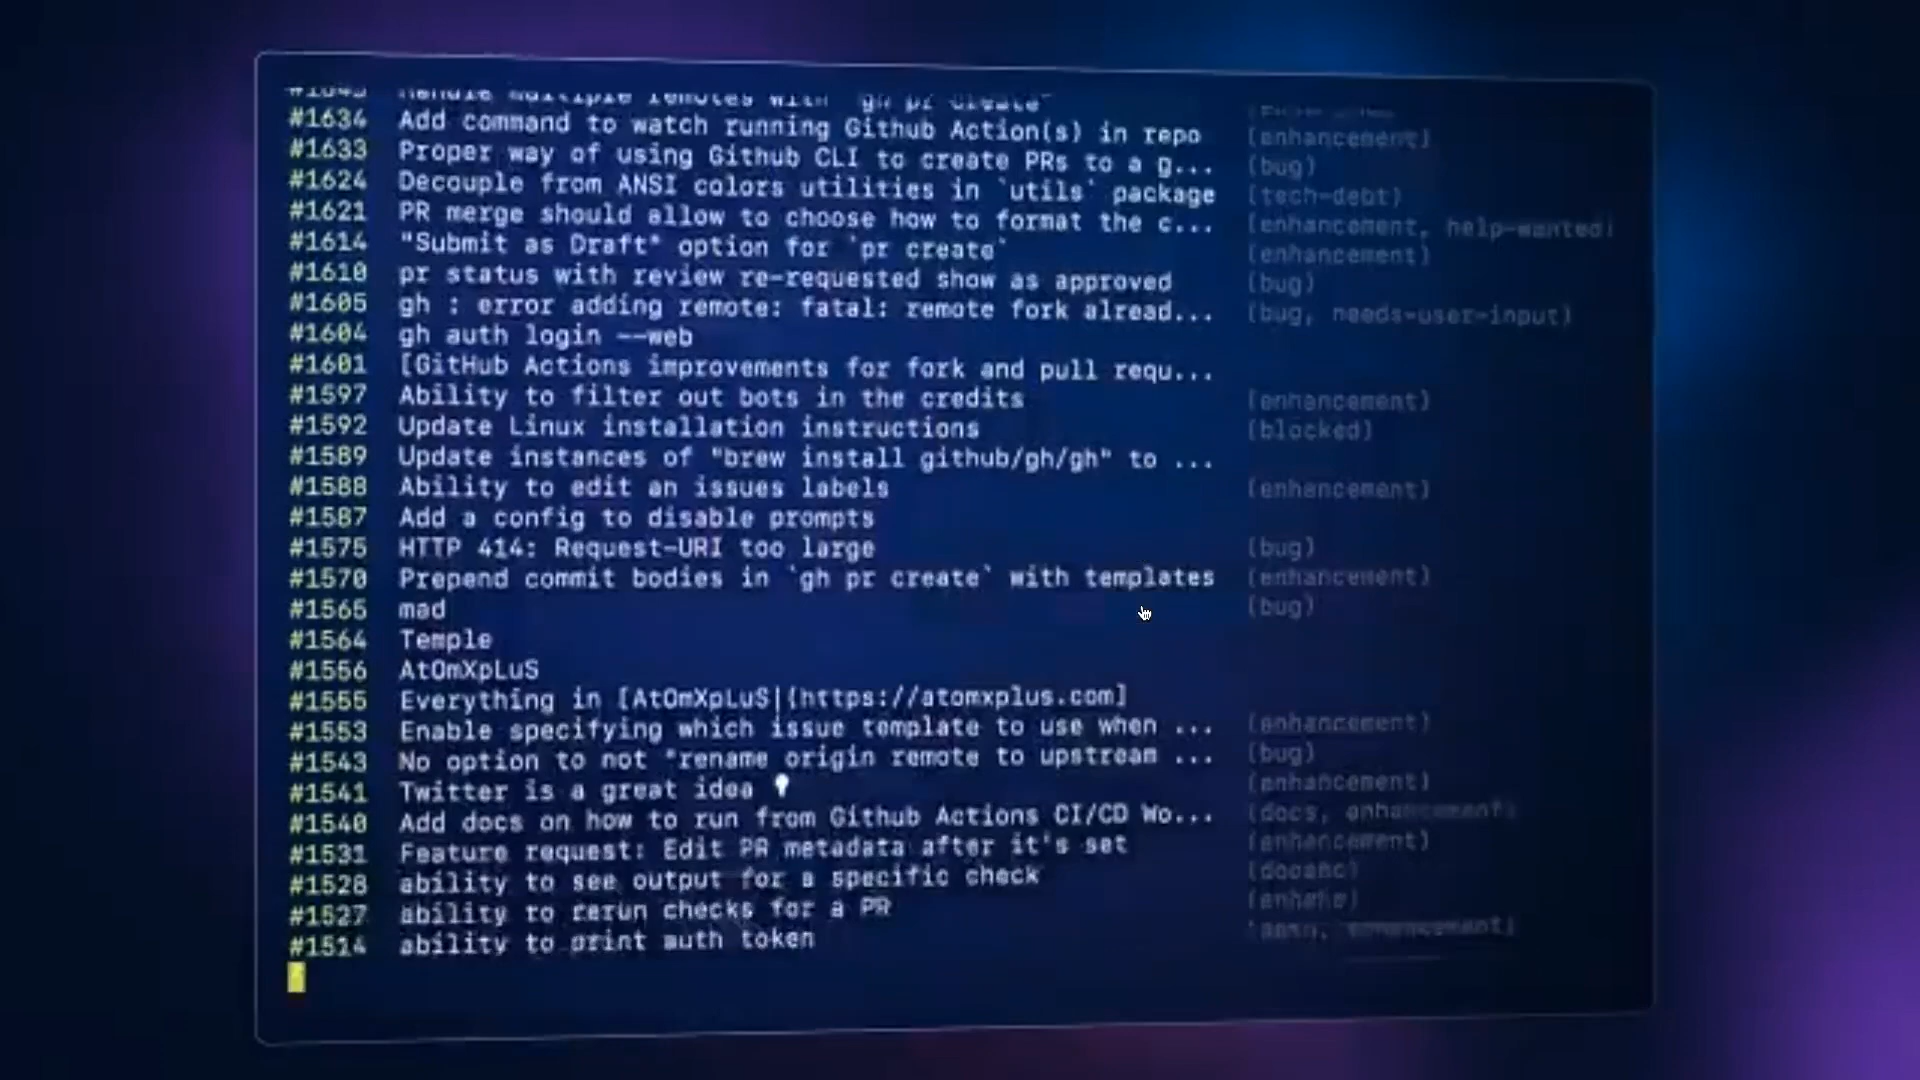 Handle multiple remotes with `gh pr create`
#1634 Add command to watch running Github Action(s) in repo (enhancement)
#1633 Proper way of using Github CLI to create PRs to a g... (bug)
#1624 Decouple from ANSI colors utilities in `utils` package (tech-debt)
#1621 PR merge should allow to choose how to format the c... (enhancement, help-wanted)
#1614 "Submit as Draft" option for `pr create` (enhancement)
#1610 pr status with review re-requested show as approved (bug)
#1605 gh : error adding remote: fatal: remote fork alread... (bug, needs-user-input)
#1604 gh auth login --web
#1601 [GitHub Actions improvements for fork and pull requ...
#1597 Ability to filter out bots in the credits (enhancement)
#1592 Update Linux installation instructions (blocked)
#1589 Update instances of "brew install github/gh/gh" to ...
#1588 Ability to edit an issues labels (enhancement)
#1587 Add a config to disable prompts
#1575 HTTP 414: Request-URI too large (bug)
#1570 Prepend commit bodies in `gh pr create` with templates (enhancement)
#1565 mad (bug)
#1564 Temple
#1556 AtOmXpLuS
#1555 Everything in [AtOmXpLuS|(https://atomxplus.com]
#1553 Enable specifying which issue template to use when ... (enhancement)
#1543 No option to not "rename origin remote to upstream ... (bug)
#1541 Twitter is a great idea (enhancement)
#1540 Add docs on how to run from Github Actions CI/CD Wo... (docs, enhancement)
#1531 Feature request: Edit PR metadata after it's set (enhancement)
#1528 ability to see output for a specific check
#1527 ability to rerun checks for a PR
#1514 ability to print auth token enhancement)